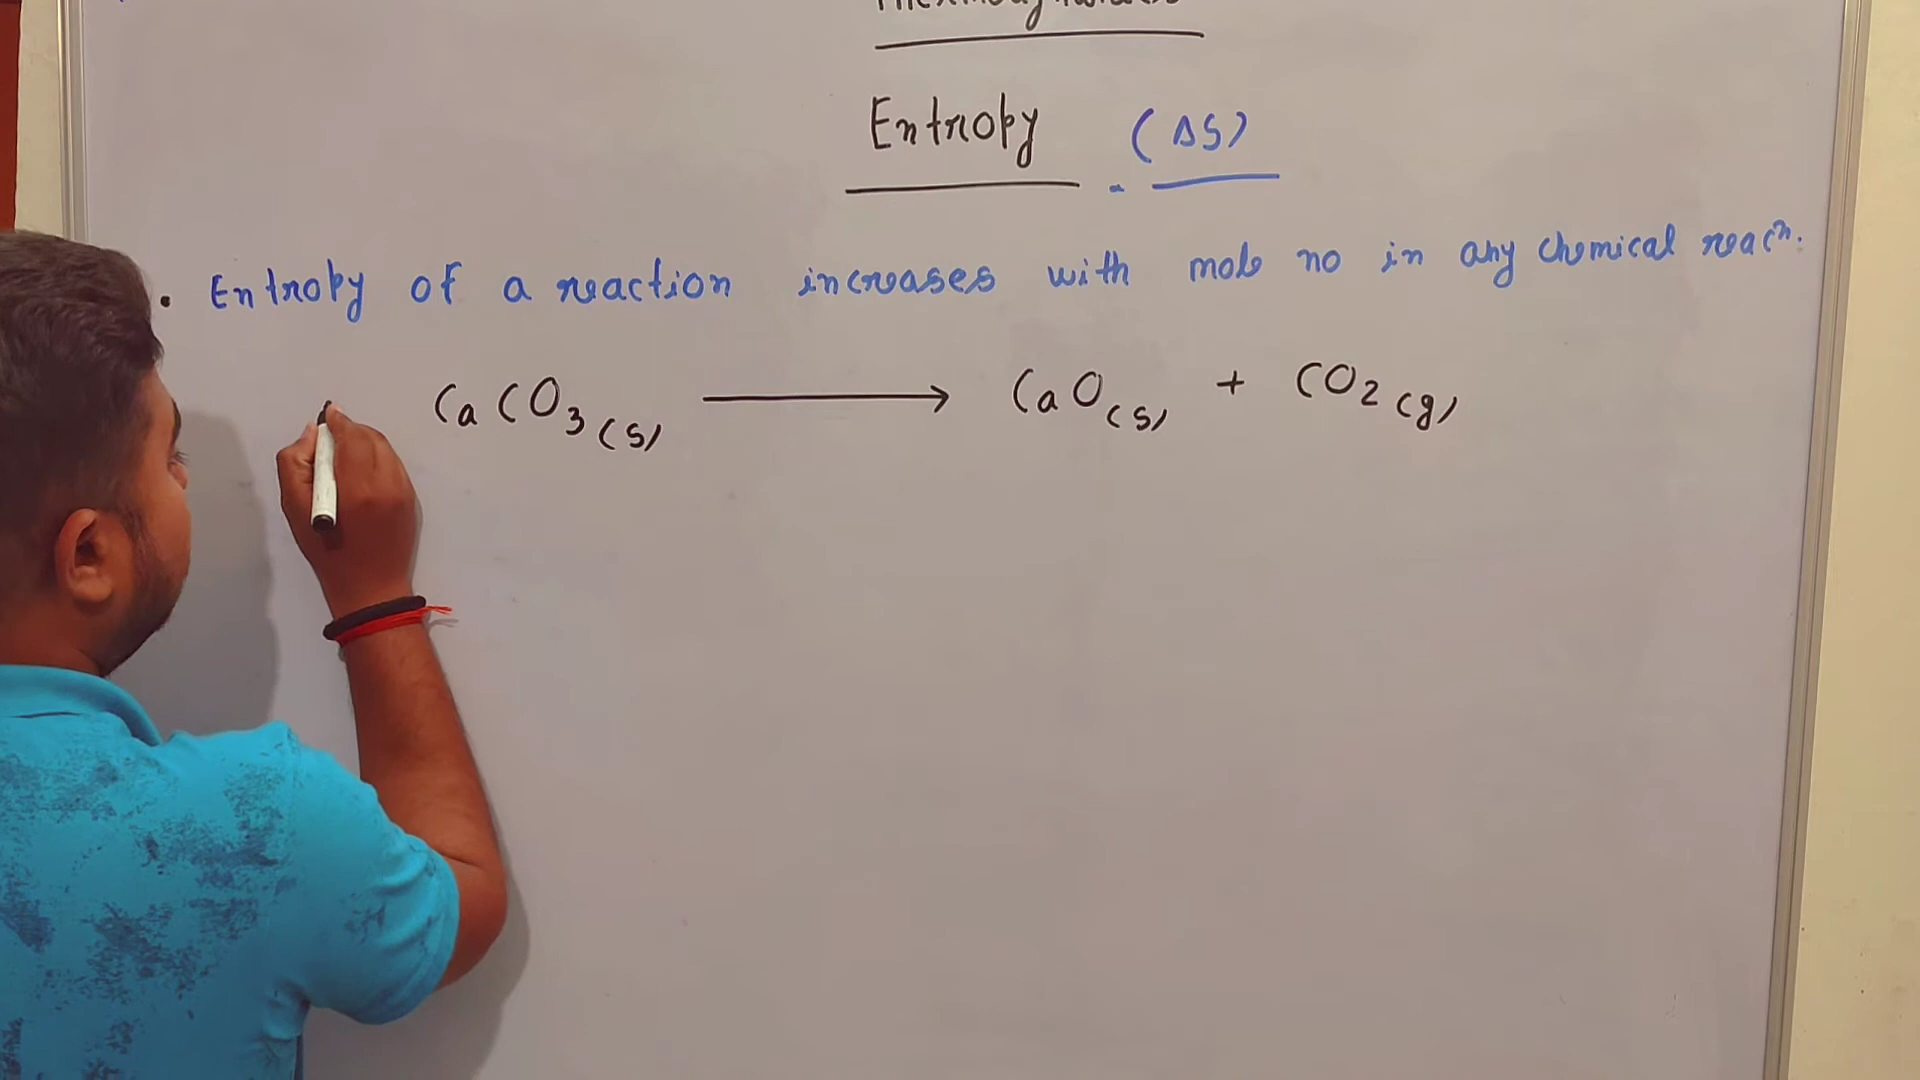 Entropy (ΔS)
. Entropy of a reaction increases with mole no in any chemical reacⁿ.
CaCO₃(s) ⟶ CaO(s) + CO₂(g)